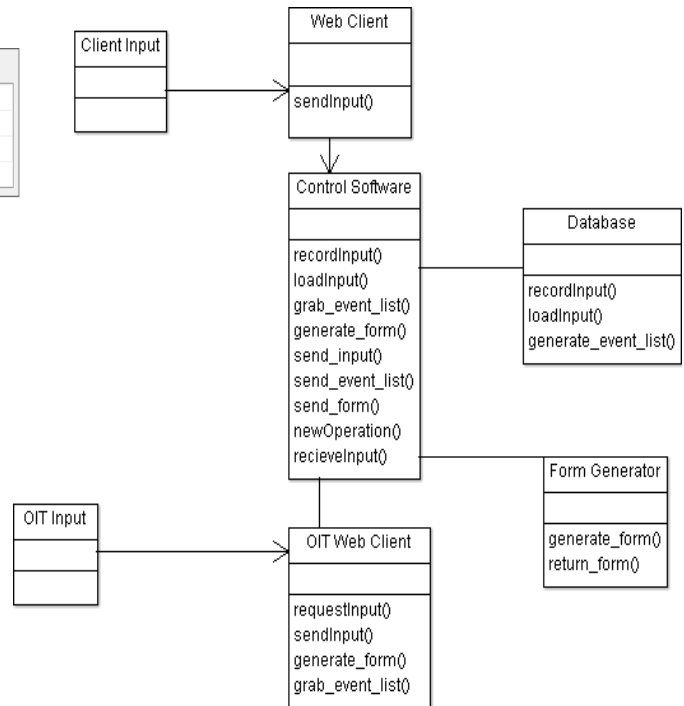 Client Input
Web Client
sendInput()
Control Software
recordInput()
loadInput()
grab_event_list()
generate_form()
send_input()
send_event_list()
send_form()
newOperation()
recieveInput()
Database
recordInput()
loadInput()
generate_event_list()
Form Generator
generate_form()
return_form()
OIT Input
OIT Web Client
requestInput()
sendInput()
generate_form()
grab_event_list()